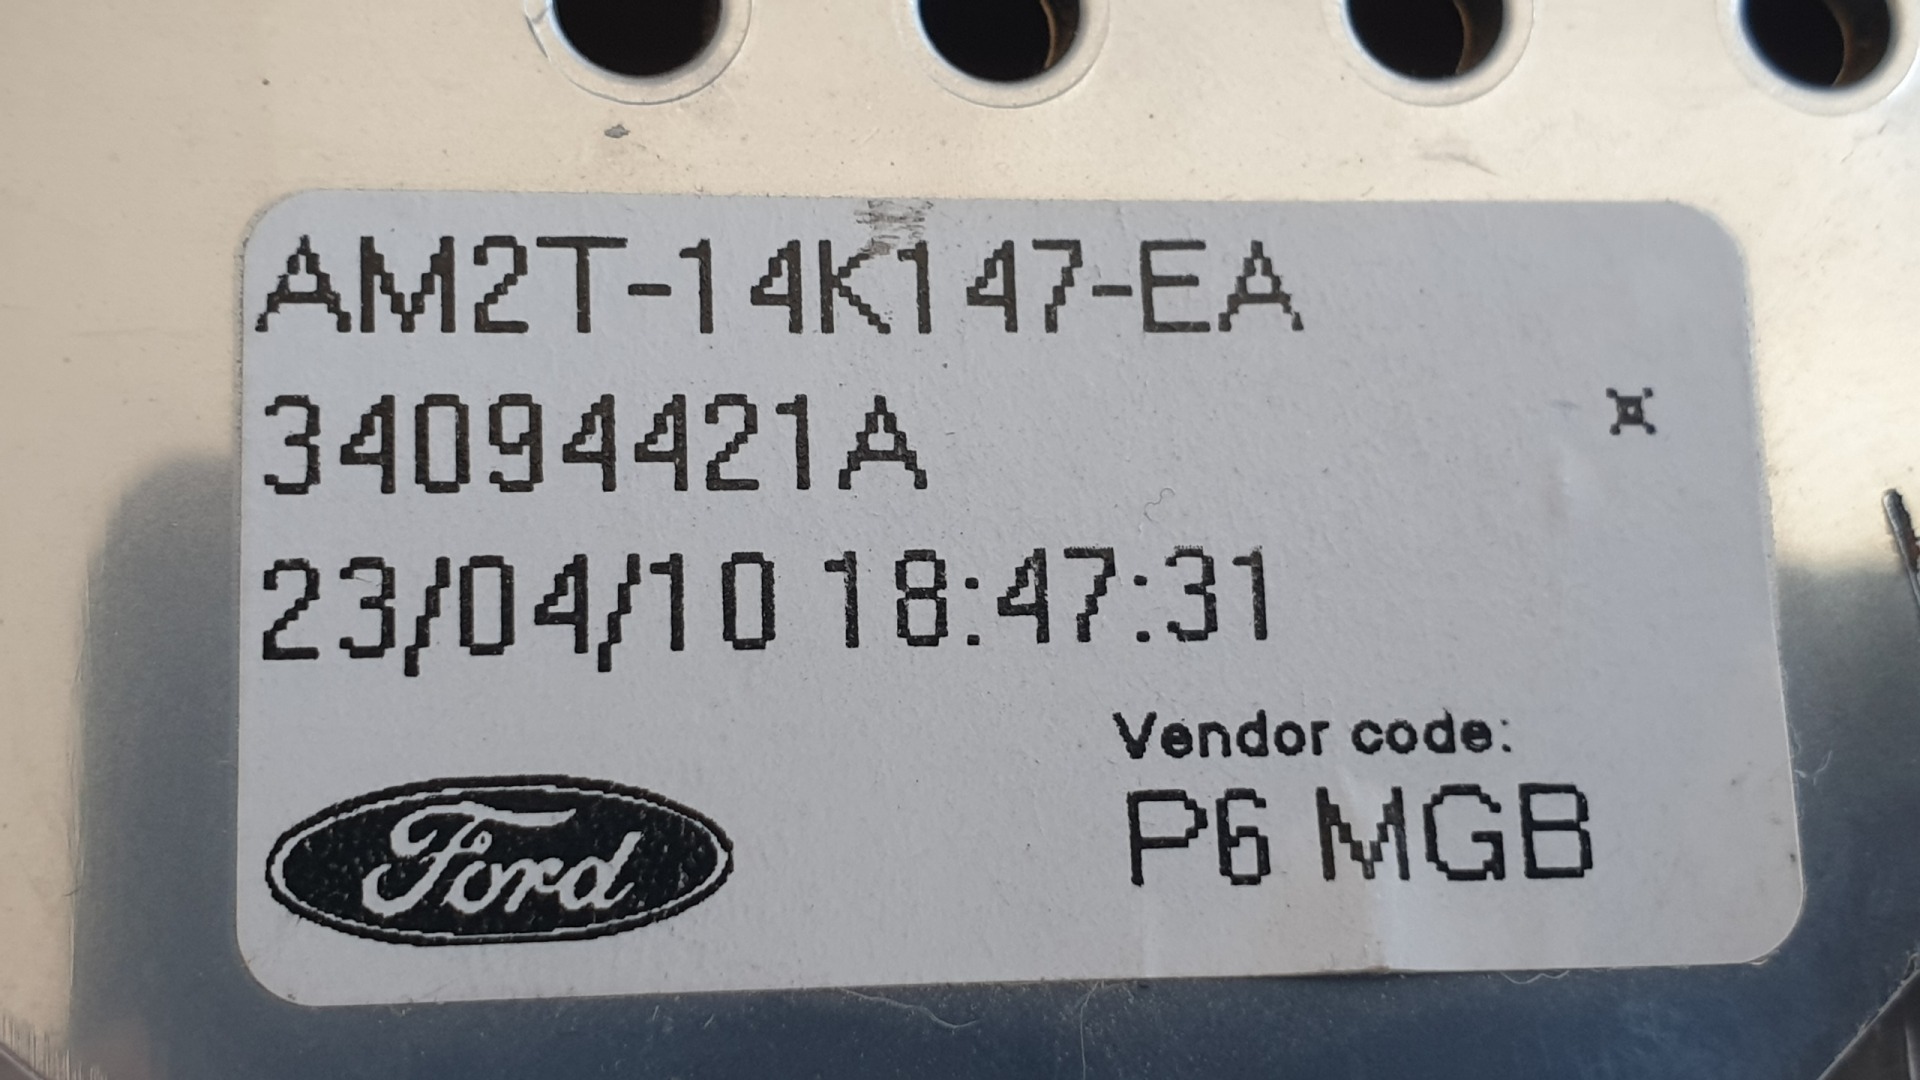 AM2T-14K147-EA
34094421A
¤
23/04/10 18:47:31
Vendor code:
P6 MGB
Ford